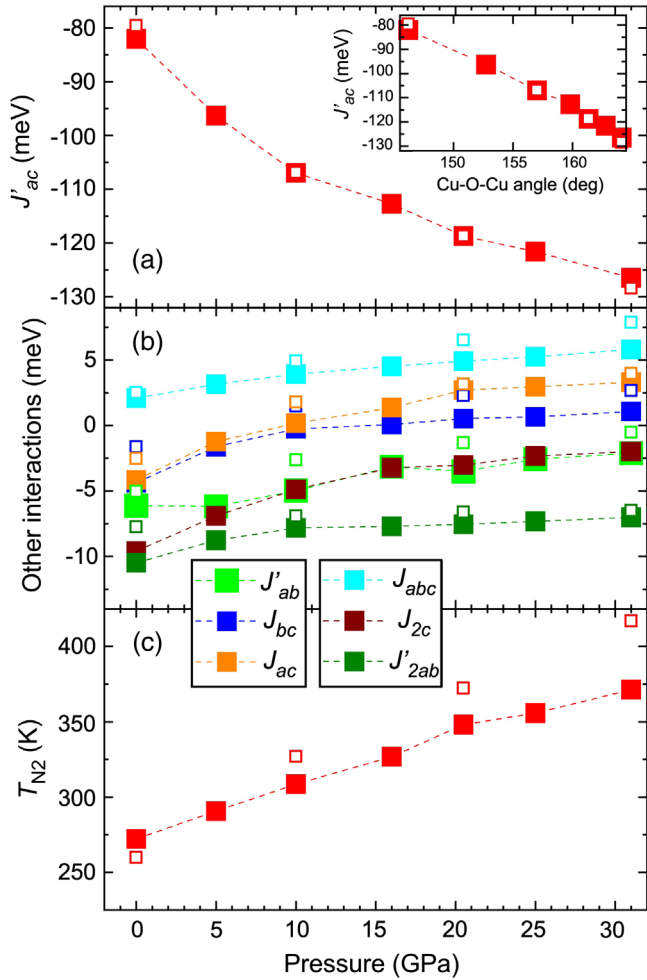 -80
-90
-100
-110
-120
-130
J'ac (meV)
(a)
-80
-90
-100
-110
-120
-130
J'ac (meV)
150
155
160
Cu-O-Cu angle (deg)
(b)
5
0
-5
-10
Other interactions (meV)
J'ab
Jbc
Jac
Jabc
J2c
J'2ab
(c)
400
350
300
250
TN2 (K)
0 5 10 15 20 25 30
Pressure (GPa)